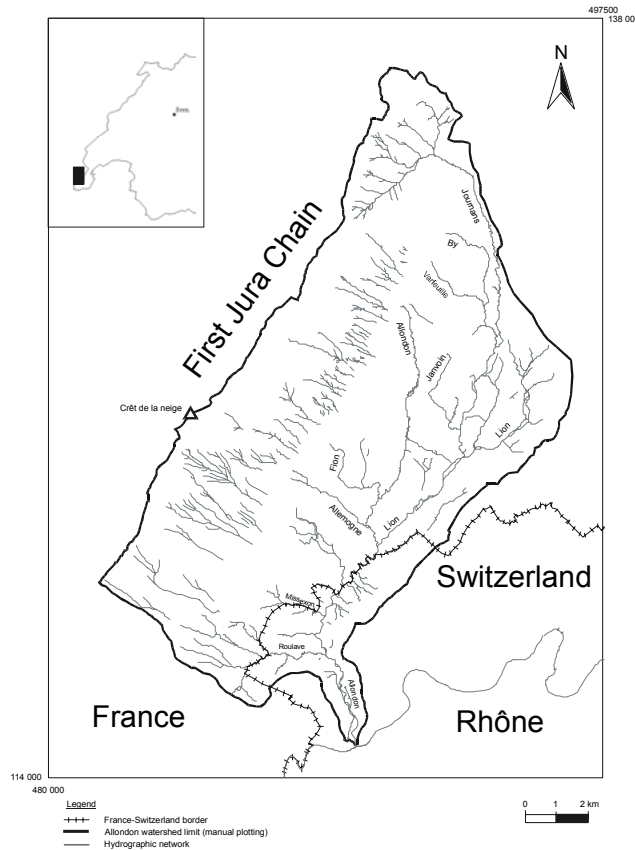 497500
138 00
N
Bern
First Jura Chain
Joumans
By
Varfeuille
Allondon
Janvoin
Crêt de la neige
Lion
Fion
Allemogne
Lion
Switzerland
Missezon
Roulave
Allondon
France
Rhône
114 000
480 000
Legend
France-Switzerland border
Allondon watershed limit (manual plotting)
Hydrographic network
0 1 2 km